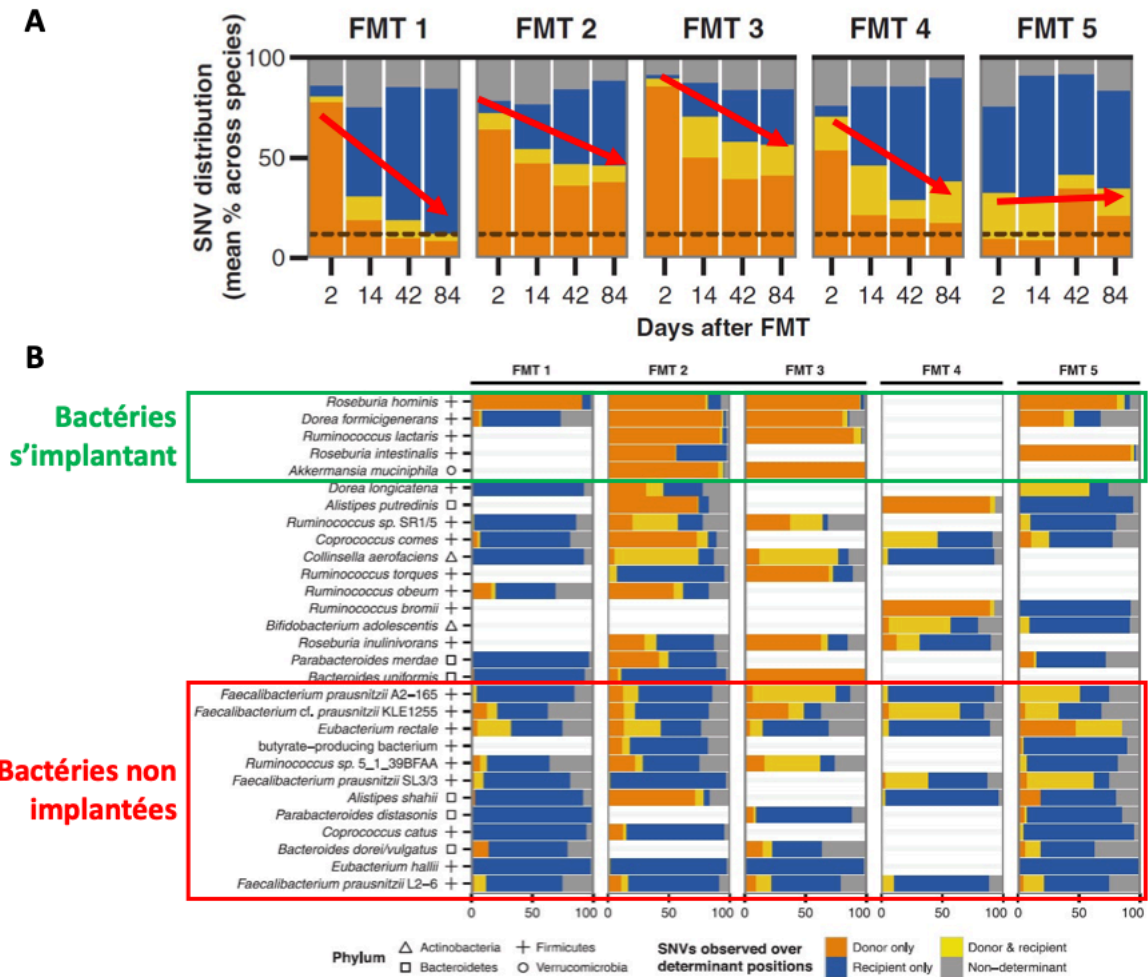 A
FMT 1 FMT 2 FMT 3 FMT 4 FMT 5
SNV distribution
(mean % across species)
100
50
0
2 14 42 84 2 14 42 84 2 14 42 84 2 14 42 84 2 14 42 84
Days after FMT
B
FMT 1 FMT 2 FMT 3 FMT 4 FMT 5
Bactéries
s'implantant
Roseburia hominis
Dorea formicigenerans
Ruminococcus lactaris
Roseburia intestinalis
Akkermansia muciniphila
Dorea longicatena
Alistipes putredinis
Ruminococcus sp. SR1/5
Coprococcus comes
Collinsella aerofaciens
Ruminococcus torques
Ruminococcus obeum
Ruminococcus bromii
Bifidobacterium adolescentis
Roseburia inulinivorans
Parabacteroides merdae
Bacteroides uniformis
Bactéries non
implantées
Faecalibacterium prausnitzii A2−165
Faecalibacterium cf. prausnitzii KLE1255
Eubacterium rectale
butyrate−producing bacterium
Ruminococcus sp. 5_1_39BFAA
Faecalibacterium prausnitzii SL3/3
Alistipes shahii
Parabacteroides distasonis
Coprococcus catus
Bacteroides dorei/vulgatus
Eubacterium hallii
Faecalibacterium prausnitzii L2−6
0 50 100 0 50 100 0 50 100 0 50 100 0 50 100
Phylum Actinobacteria Firmicutes
Bacteroidetes Verrucomicrobia
SNVs observed over
determinant positions
Donor only Donor & recipient
Recipient only Non−determinant